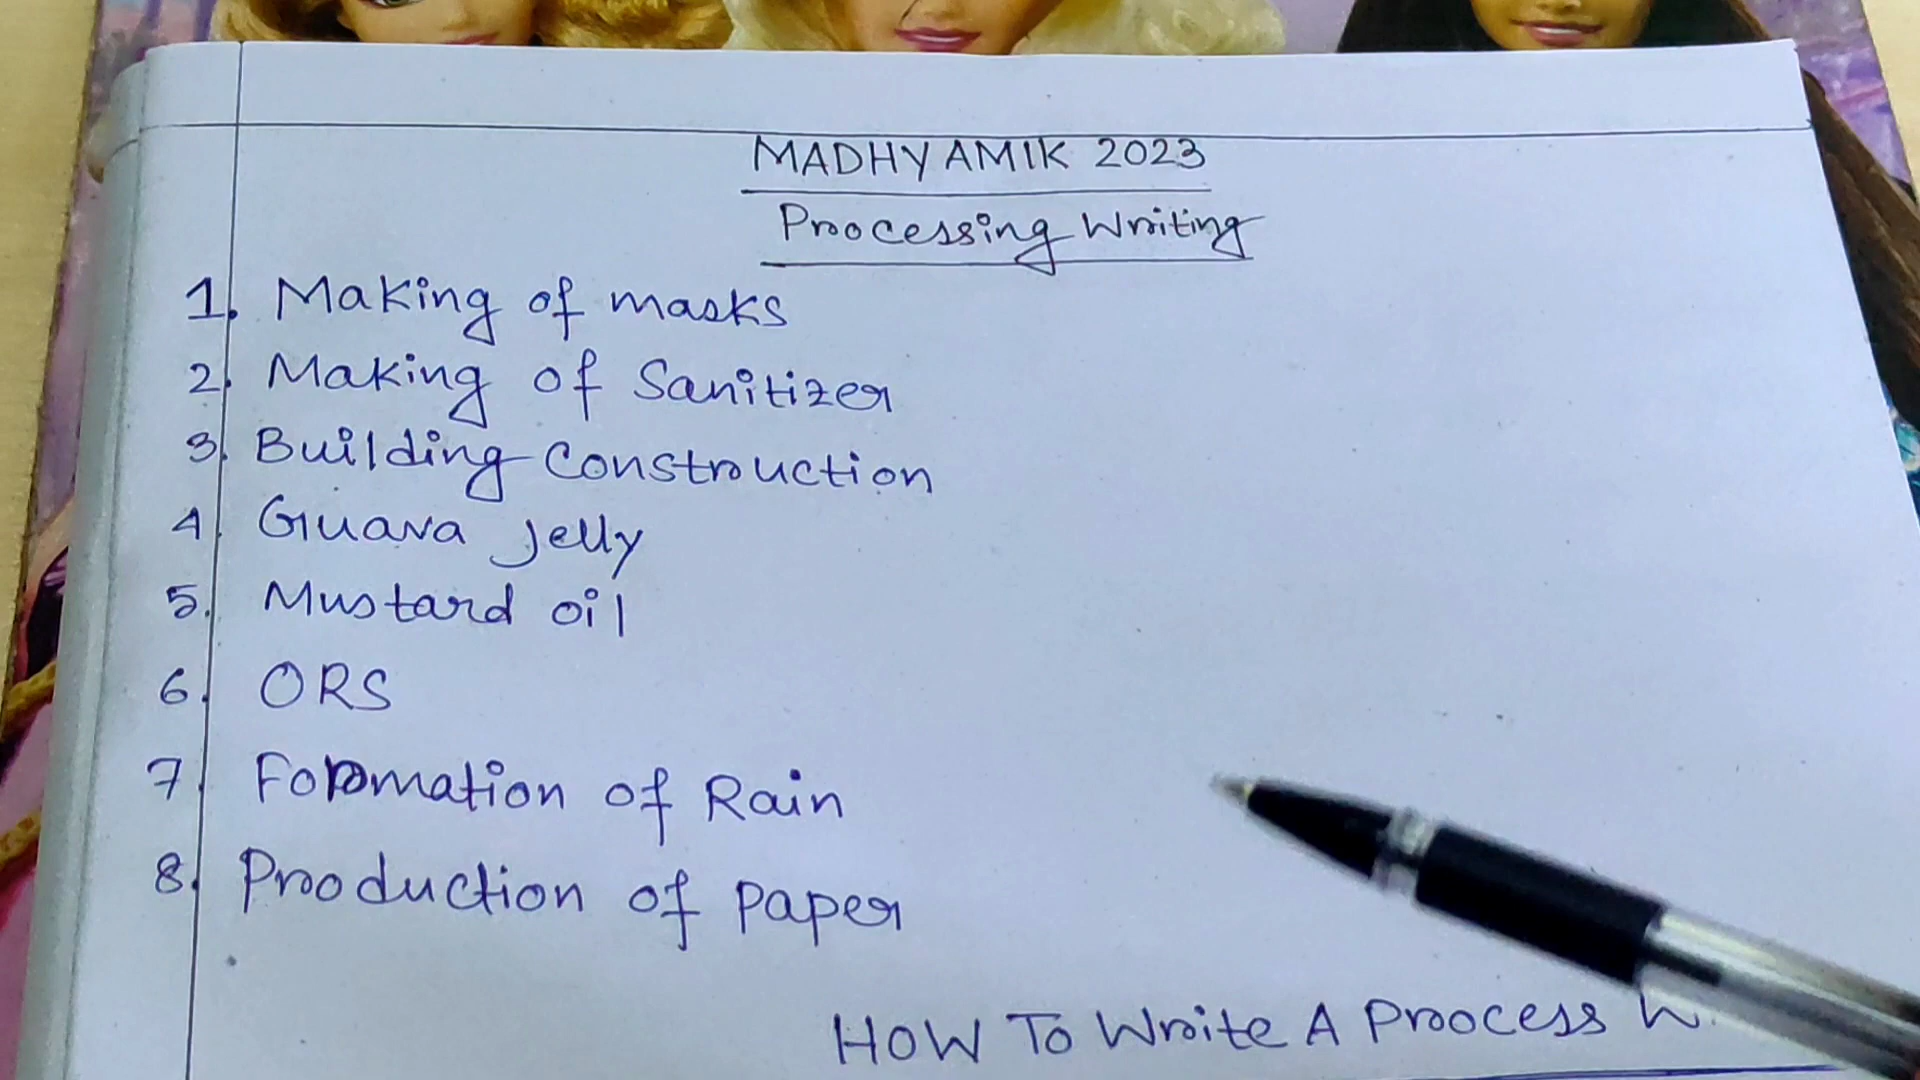 MADHYAMIK 2023
Processing Writing
1. Making of masks
2. Making of Sanitizer
3. Building Construction
4. Guava Jelly
5. Mustard oil
6. ORS
7. Formation of Rain
8. Production of paper
HOW TO Write A Process